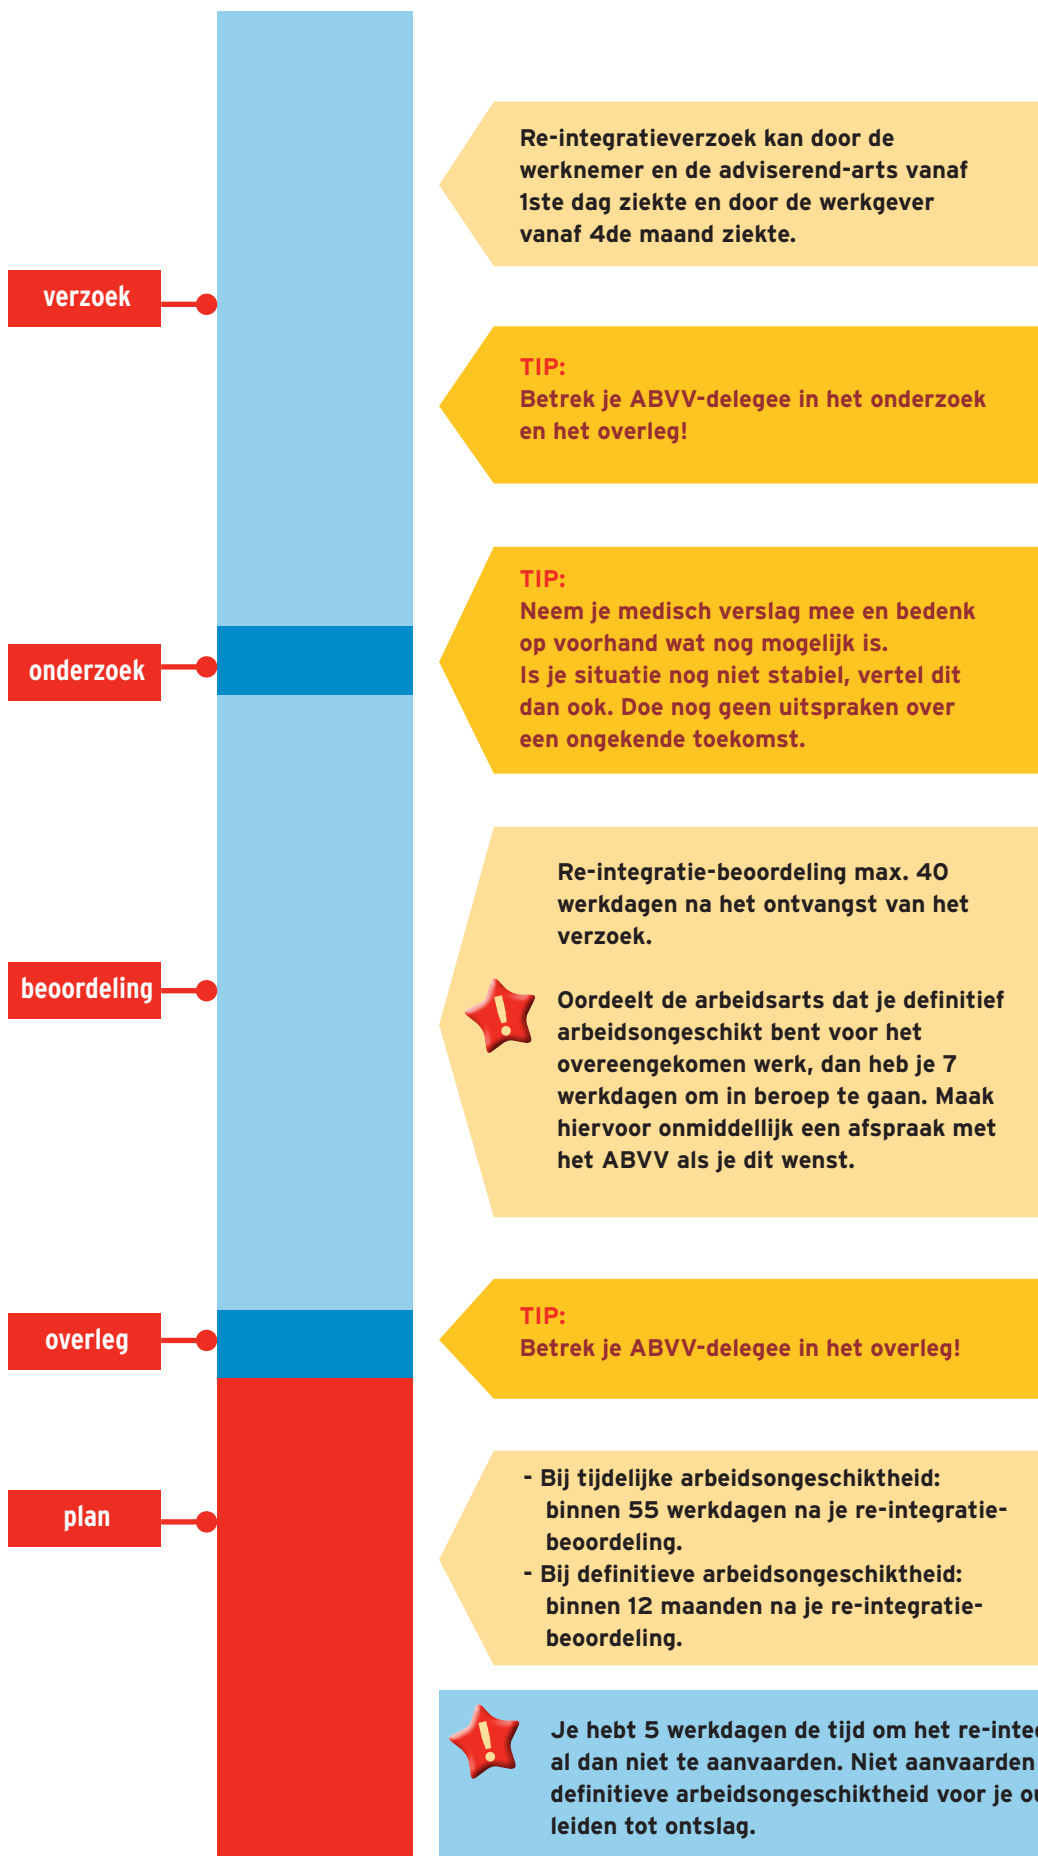 Re-integratieverzoek kan door de
werknemer en de adviserend-arts vanaf
1ste dag ziekte en door de werkgever
vanaf 4de maand ziekte.
verzoek
TIP:
Betrek je ABVV-delegee in het onderzoek
en het overleg!
onderzoek
TIP:
Neem je medisch verslag mee en bedenk
op voorhand wat nog mogelijk is.
Is je situatie nog niet stabiel, vertel dit
dan ook. Doe nog geen uitspraken over
een ongekende toekomst.
beoordeling
Re-integratie-beoordeling max. 40
werkdagen na het ontvangst van het
verzoek.
!
Oordeelt de arbeidsarts dat je definitief
arbeidsongeschikt bent voor het
overeengekomen werk, dan heb je 7
werkdagen om in beroep te gaan. Maak
hiervoor onmiddellijk een afspraak met
het ABVV als je dit wenst.
overleg
TIP:
Betrek je ABVV-delegee in het overleg!
plan
- Bij tijdelijke arbeidsongeschiktheid:
binnen 55 werkdagen na je re-integratie-
beoordeling.
- Bij definitieve arbeidsongeschiktheid:
binnen 12 maanden na je re-integratie-
beoordeling.
!
Je hebt 5 werkdagen de tijd om het
al dan niet te aanvaarden. Niet aanvaarden
definitieve arbeidsongeschiktheid voor je
leiden tot ontslag.